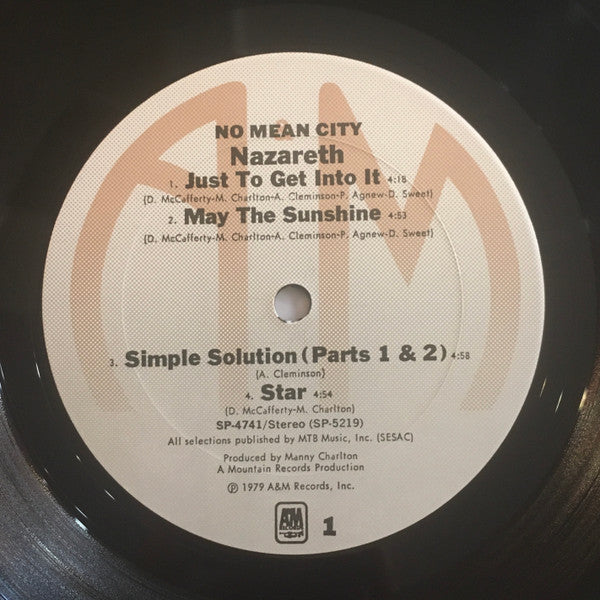 NO MEAN CITY
Nazareth
1. Just To Get Into It 4:18
(D. McCafferty-M. Charlton-A. Cleminson-P. Agnew-D. Sweet)
2. May The Sunshine 4:53
(D. McCafferty-M. Charlton-A. Cleminson-P. Agnew-D. Sweet)
3. Simple Solution (Parts 1 & 2) 4:58
(A. Cleminson)
4. Star 4:54
(D. McCafferty-M. Charlton)
SP-4741/Stereo (SP-5219)
All selections published by MTB Music, Inc. (SESAC)
Produced by Manny Charlton
A Mountain Records Production
℗ 1979 A&M Records, Inc.
A&M
RECORDS
1